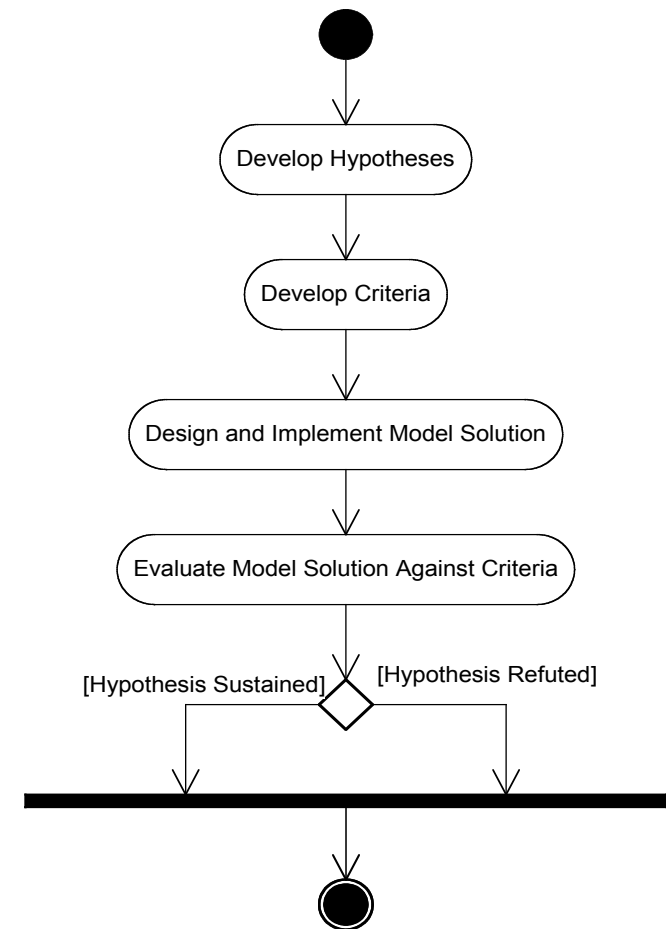 Develop Hypotheses
Develop Criteria
Design and Implement Model Solution
Evaluate Model Solution Against Criteria
[Hypothesis Sustained]
[Hypothesis Refuted]